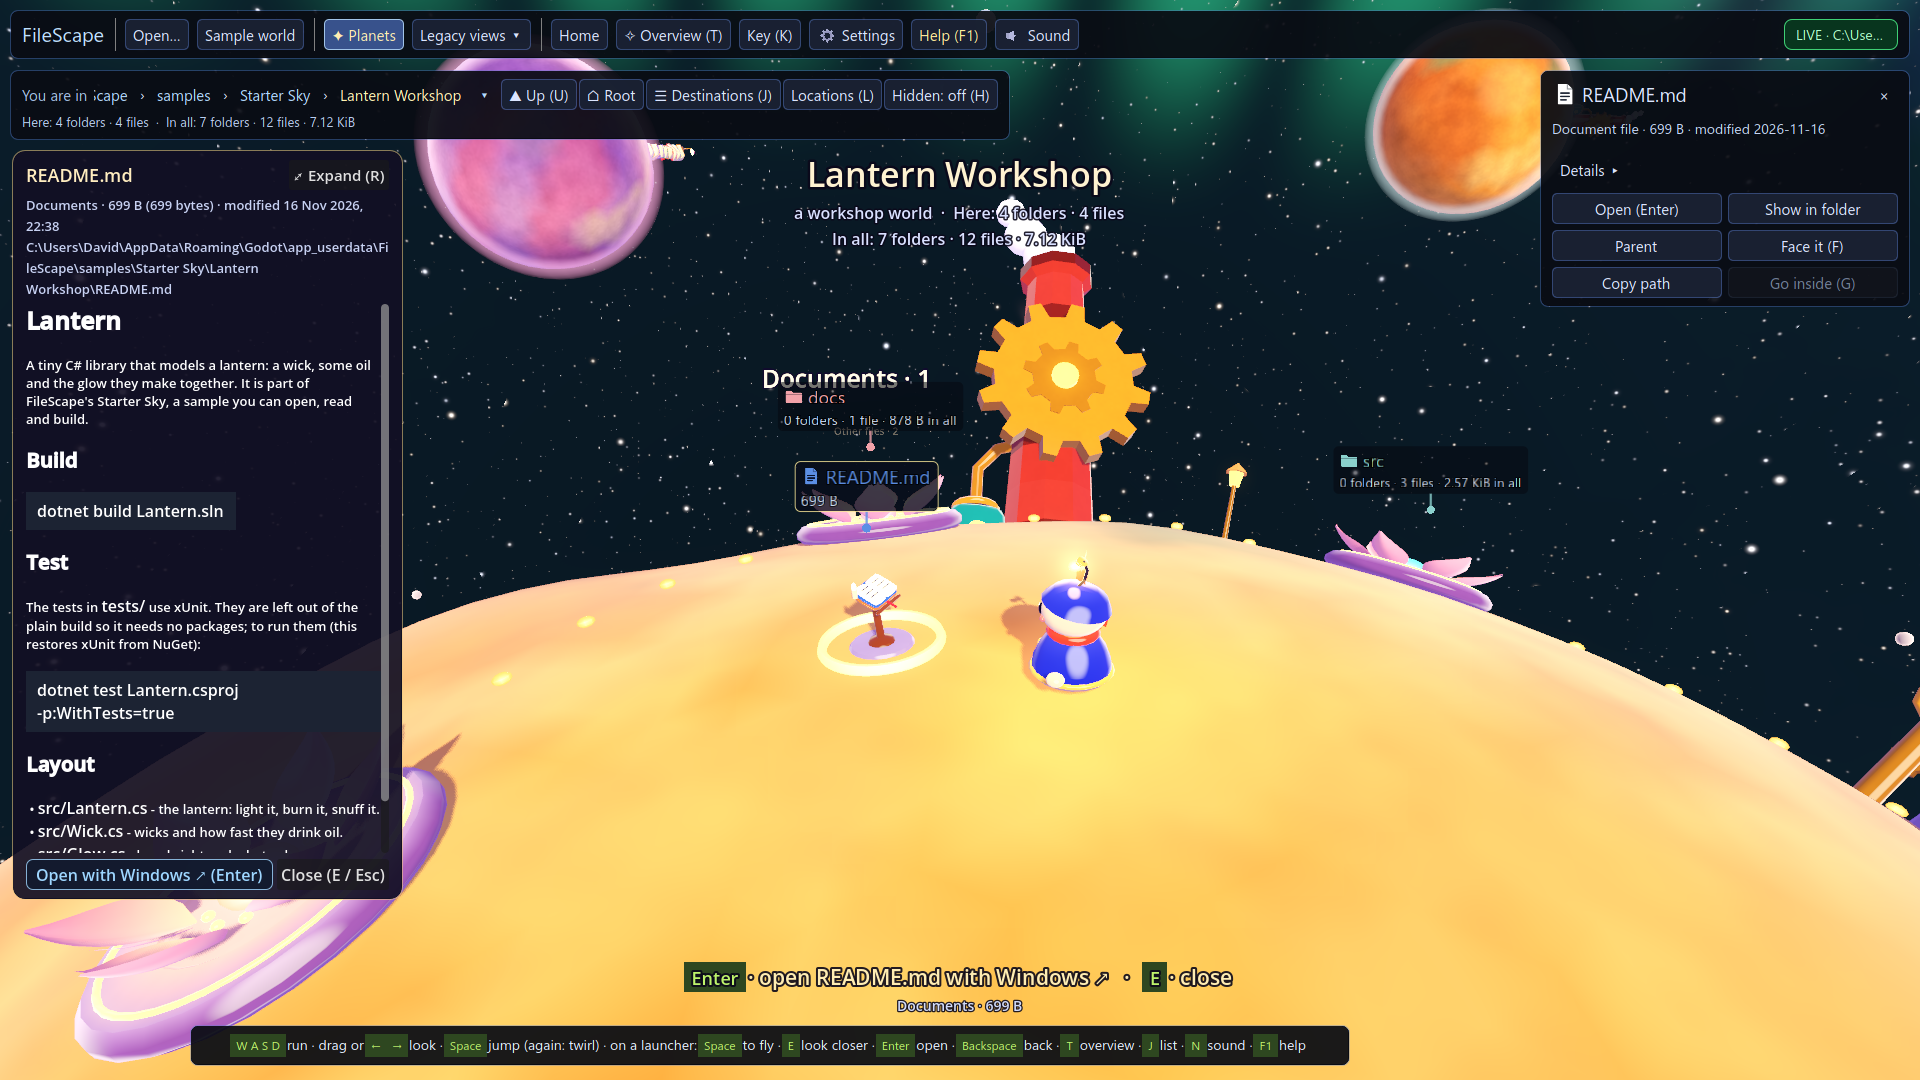 FileScape
Open...
Sample world
✦ Planets
Legacy views ▾
Home
✧ Overview (T)
Key (K)
Settings
Help (F1)
Sound
LIVE · C:\Use...
You are in
cape › samples › Starter Sky › Lantern Workshop ▾
▲ Up (U)
Root
☰ Destinations (J)
Locations (L)
Hidden: off (H)
Here: 4 folders · 4 files · In all: 7 folders · 12 files · 7.12 KiB
README.md
Expand (R)
Documents · 699 B (699 bytes) · modified 16 Nov 2026,
22:38
C:\Users\David\AppData\Roaming\Godot\app_userdata\Fi
leScape\samples\Starter Sky\Lantern
Workshop\README.md
Lantern
A tiny C# library that models a lantern: a wick, some oil
and the glow they make together. It is part of
FileScape's Starter Sky, a sample you can open, read
and build.
Build
dotnet build Lantern.sln
Test
The tests in tests/ use xUnit. They are left out of the
plain build so it needs no packages; to run them (this
restores xUnit from NuGet):
dotnet test Lantern.csproj
-p:WithTests=true
Layout
• src/Lantern.cs - the lantern: light it, burn it, snuff it.
• src/Wick.cs - wicks and how fast they drink oil.
Open with Windows ↗ (Enter)
Close (E / Esc)
Lantern Workshop
a workshop world · Here: 4 folders · 4 files
In all: 7 folders · 12 files · 7.12 KiB
Documents · 1
docs
0 folders · 1 file · 878 B in all
Other files · 2
README.md
699 B
src
0 folders · 3 files · 2.57 KiB in all
README.md
×
Document file · 699 B · modified 2026-11-16
Details ▸
Open (Enter)
Show in folder
Parent
Face it (F)
Copy path
Go inside (G)
Enter · open README.md with Windows ↗ · E · close
Documents · 699 B
W A S D run · drag or ← → look · Space jump (again: twirl) · on a launcher: Space to fly · E look closer · Enter open · Backspace back · T overview · J list · N sound · F1 help